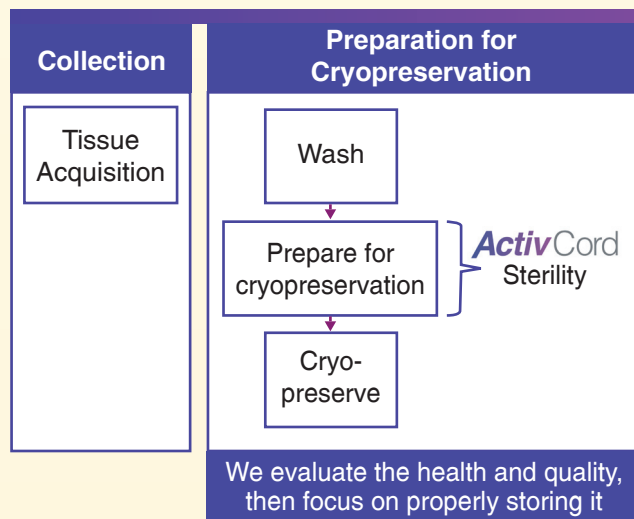 Collection
Tissue
Acquisition
Preparation for
Cryopreservation
Wash
Prepare for
cryopreservation
ActivCord
Sterility
Cryo-
preserve
We evaluate the health and quality,
then focus on properly storing it